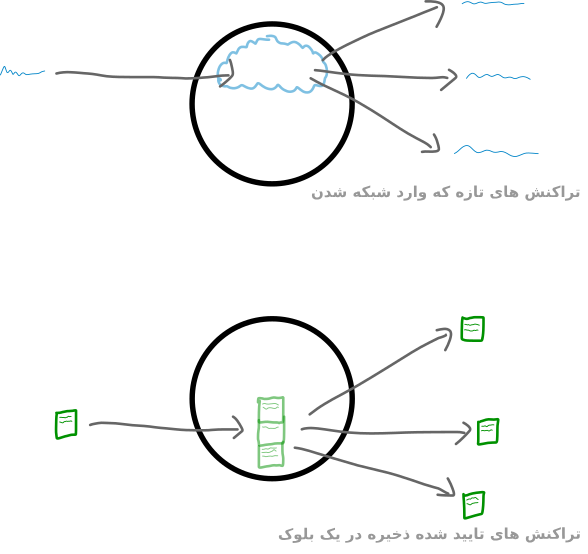 تراکنش های تازه که وارد شبکه شدن
تراکنش های تایید شده ذخیره در یک بلوک